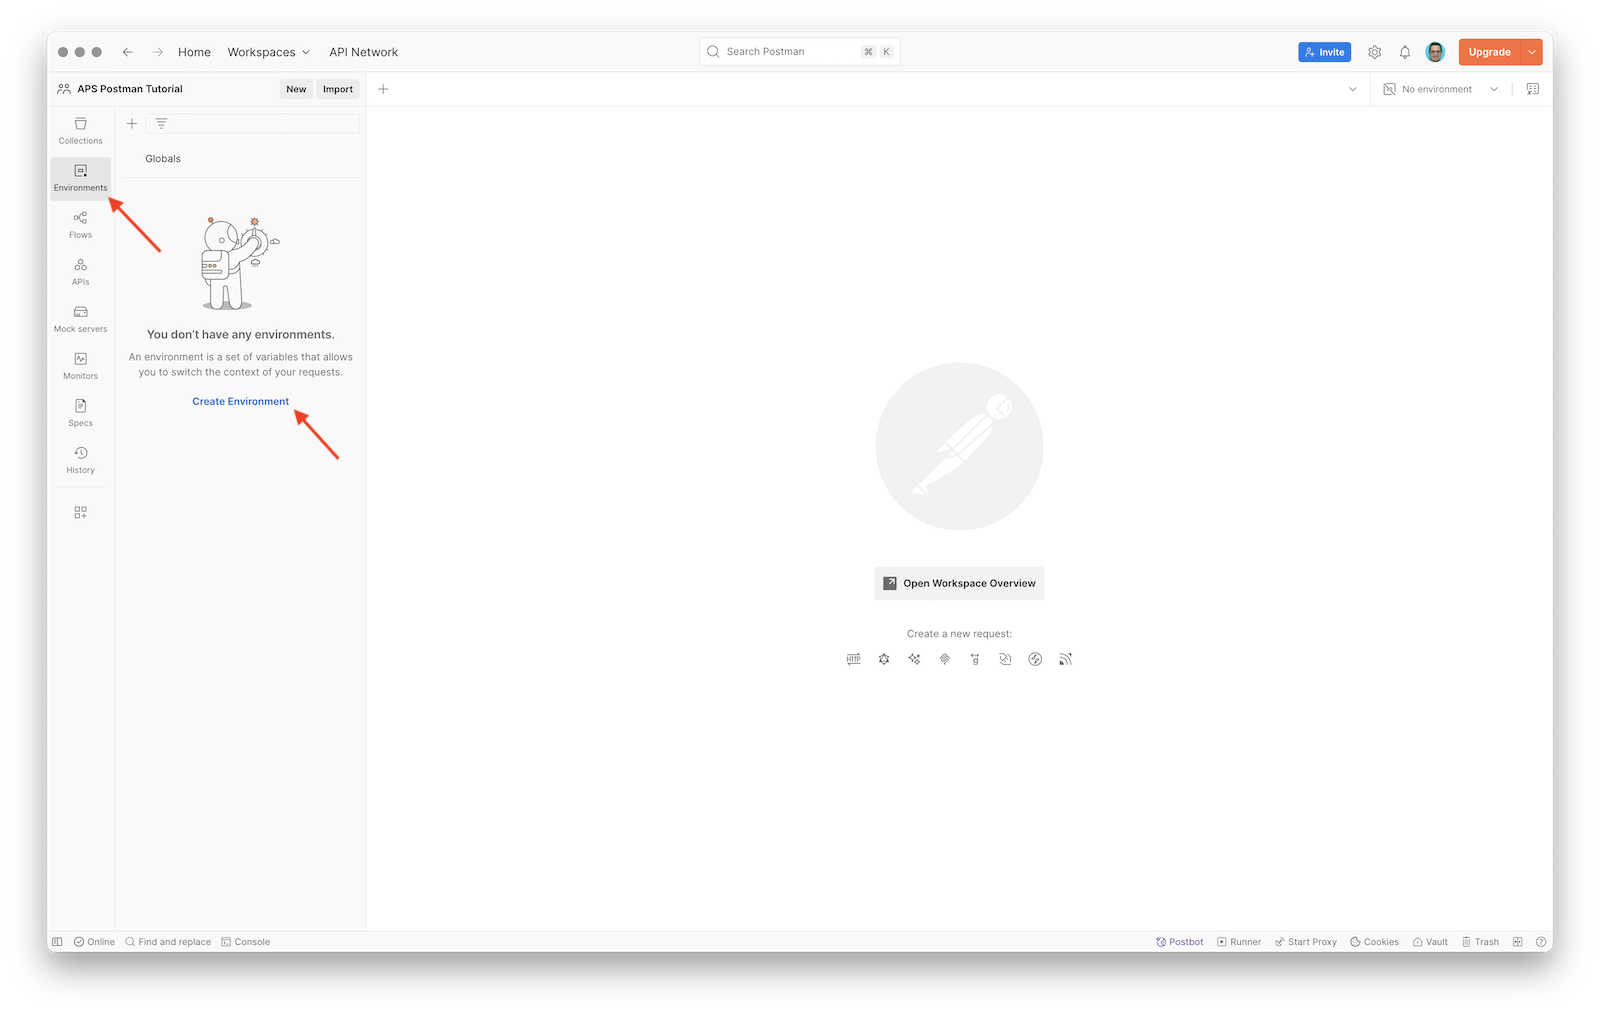 Home Workspaces API Network
Search Postman ⌘ K
Invite
Upgrade
APS Postman Tutorial
New Import
No environment
Collections
Environments
Flows
APIs
Mock servers
Monitors
Specs
History
Globals
You don't have any environments.
An environment is a set of variables that allows
you to switch the context of your requests.
Create Environment
Open Workspace Overview
Create a new request:
HTTP
g
Online Find and replace Console
Postbot Runner Start Proxy Cookies Vault Trash